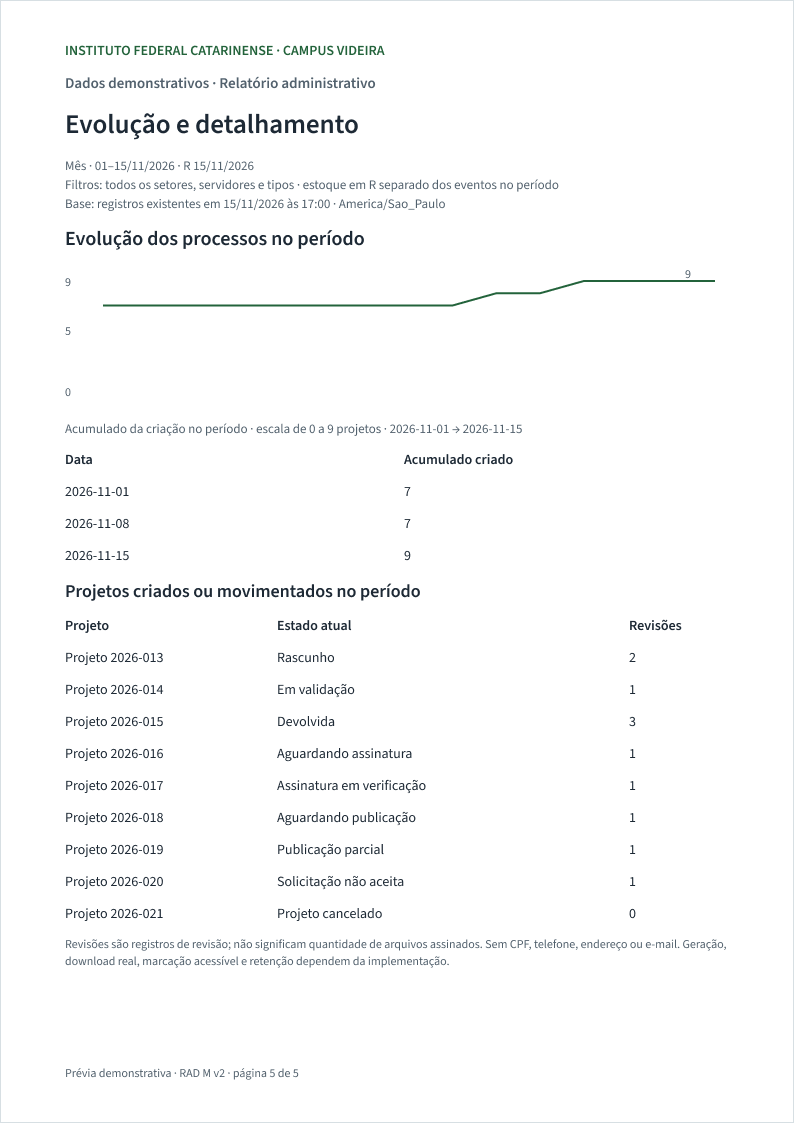 INSTITUTO FEDERAL CATARINENSE · CAMPUS VIDEIRA
Dados demonstrativos · Relatório administrativo
Evolução e detalhamento
Mês · 01–15/11/2026 · R 15/11/2026
Filtros: todos os setores, servidores e tipos · estoque em R separado dos eventos no período
Base: registros existentes em 15/11/2026 às 17:00 · America/Sao_Paulo
Evolução dos processos no período
9
9
5
0
Acumulado da criação no período · escala de 0 a 9 projetos · 2026-11-01 → 2026-11-15
Data Acumulado criado
2026-11-01 7
2026-11-08 7
2026-11-15 9
Projetos criados ou movimentados no período
Projeto Estado atual Revisões
Projeto 2026-013 Rascunho 2
Projeto 2026-014 Em validação 1
Projeto 2026-015 Devolvida 3
Projeto 2026-016 Aguardando assinatura 1
Projeto 2026-017 Assinatura em verificação 1
Projeto 2026-018 Aguardando publicação 1
Projeto 2026-019 Publicação parcial 1
Projeto 2026-020 Solicitação não aceita 1
Projeto 2026-021 Projeto cancelado 0
Revisões são registros de revisão; não significam quantidade de arquivos assinados. Sem CPF, telefone, endereço ou e-mail. Geração,
download real, marcação acessível e retenção dependem da implementação.
Prévia demonstrativa · RAD M v2 · página 5 de 5